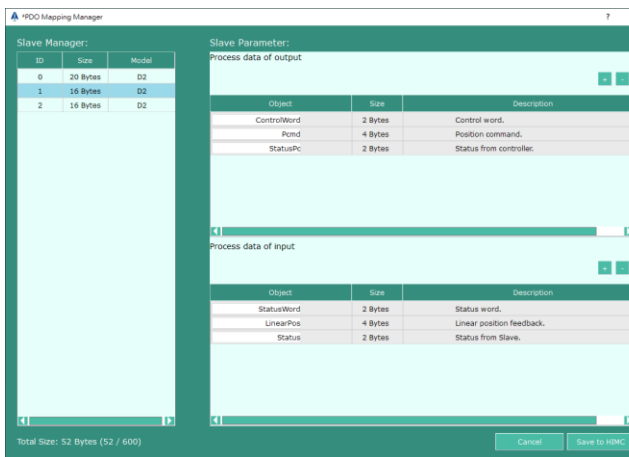 *PDO Mapping Manager ?
Slave Manager:
ID Size Model
0 20 Bytes D2
1 16 Bytes D2
2 16 Bytes D2
Total Size: 52 Bytes (52 / 600)
Slave Parameter:
Process data of output
+ -
Object Size Description
ControlWord 2 Bytes Control word.
Pcmd 4 Bytes Position command.
StatusPc 2 Bytes Status from controller.
Process data of input
+ -
Object Size Description
StatusWord 2 Bytes Status word.
LinearPos 4 Bytes Linear position feedback.
Status 2 Bytes Status from Slave.
Cancel Save to HIMC